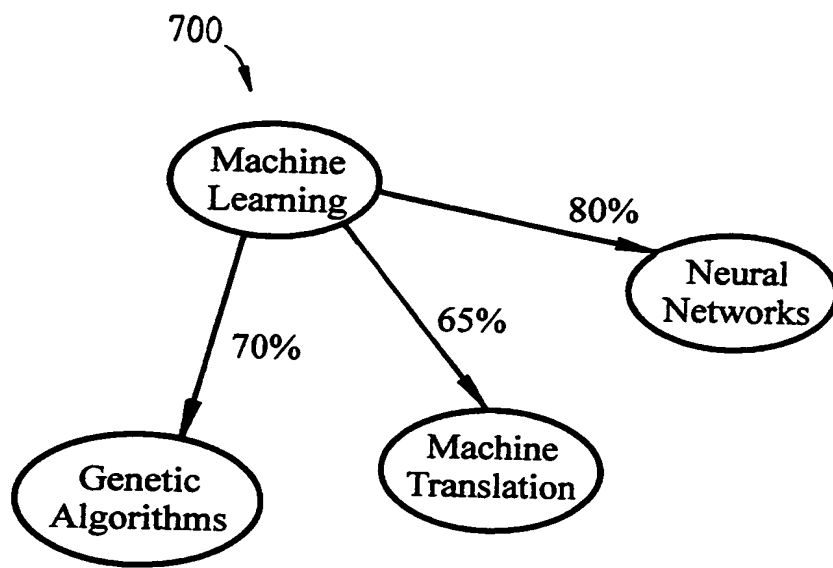 700
Machine
Learning
80%
Neural
Networks
70%
65%
Machine
Translation
Genetic
Algorithms